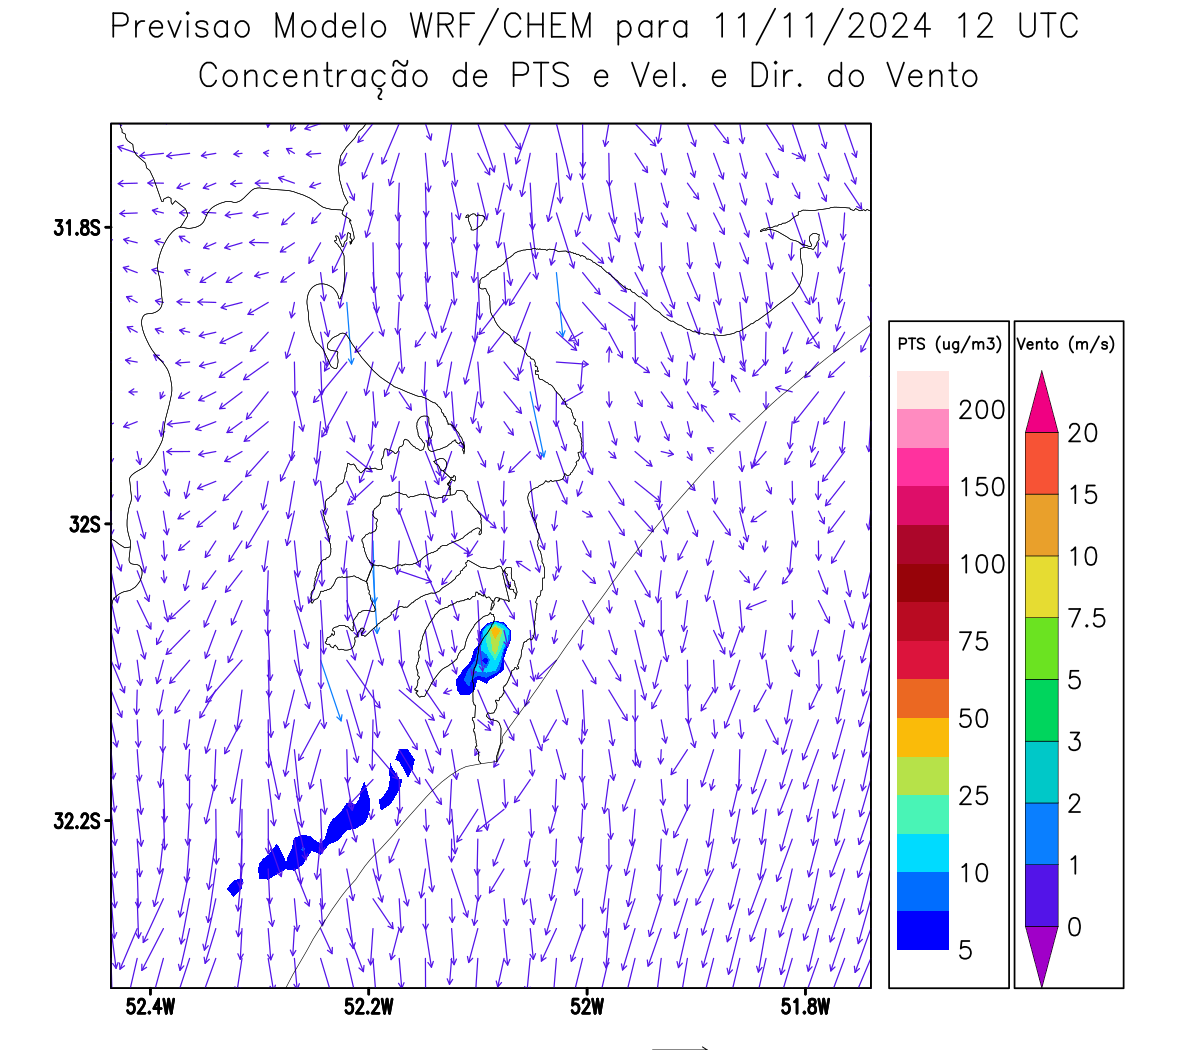 Previsao Modelo WRF/CHEM para 11/11/2024 12 UTC
Concentração de PTS e Vel. e Dir. do Vento
31.8S
32S
32.2S
52.4W
52.2W
52W
51.8W
PTS (ug/m3)
200
150
100
75
50
25
10
5
Vento (m/s)
20
15
10
7.5
5
3
2
1
0